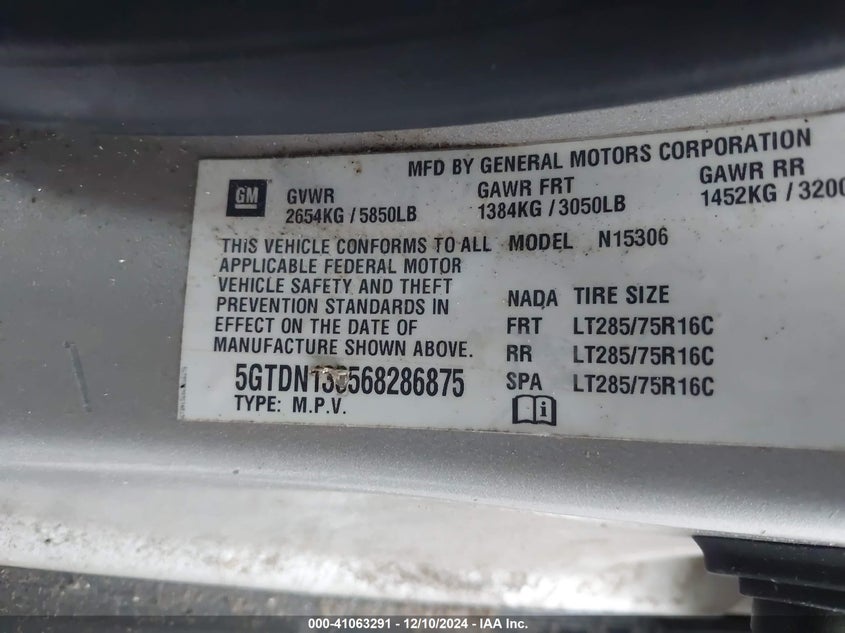 MFD BY GENERAL MOTORS CORPORATION
GM
GVWR
2654KG / 5850LB
GAWR FRT
1384KG / 3050LB
GAWR RR
1452KG / 3200
THIS VEHICLE CONFORMS TO ALL
APPLICABLE FEDERAL MOTOR
VEHICLE SAFETY AND THEFT
PREVENTION STANDARDS IN
EFFECT ON THE DATE OF
MANUFACTURE SHOWN ABOVE.
MODEL N15306
NADA TIRE SIZE
FRT LT285/75R16C
RR LT285/75R16C
SPA LT285/75R16C
TYPE: M.P.V.
000-41063291 - 12/10/2024 - IAA Inc.